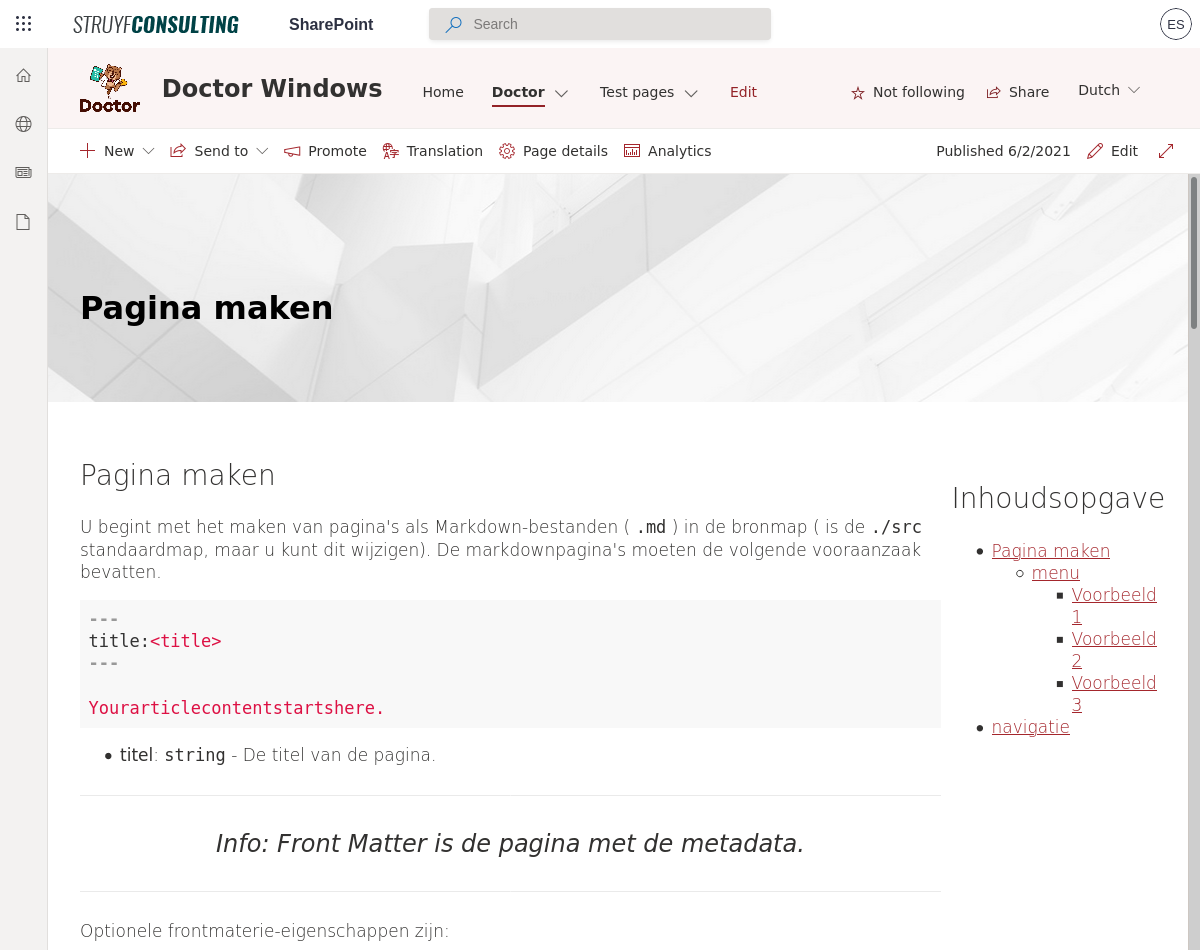 STRUYFCONSULTING SharePoint Search ES
Doctor
Doctor Windows Home Doctor Test pages Edit Not following Share Dutch
New Send to Promote Translation Page details Analytics Published 6/2/2021 Edit
Pagina maken
Pagina maken
U begint met het maken van pagina's als Markdown-bestanden ( .md ) in de bronmap ( is de ./src
standaardmap, maar u kunt dit wijzigen). De markdownpagina's moeten de volgende vooraanzaak
bevatten.
---
title:<title>
---
Yourarticlecontentstartshere.
• titel: string - De titel van de pagina.
Info: Front Matter is de pagina met de metadata.
Optionele frontmaterie-eigenschappen zijn:
Inhoudsopgave
• Pagina maken
◦ menu
▪ Voorbeeld
1
▪ Voorbeeld
2
▪ Voorbeeld
3
• navigatie